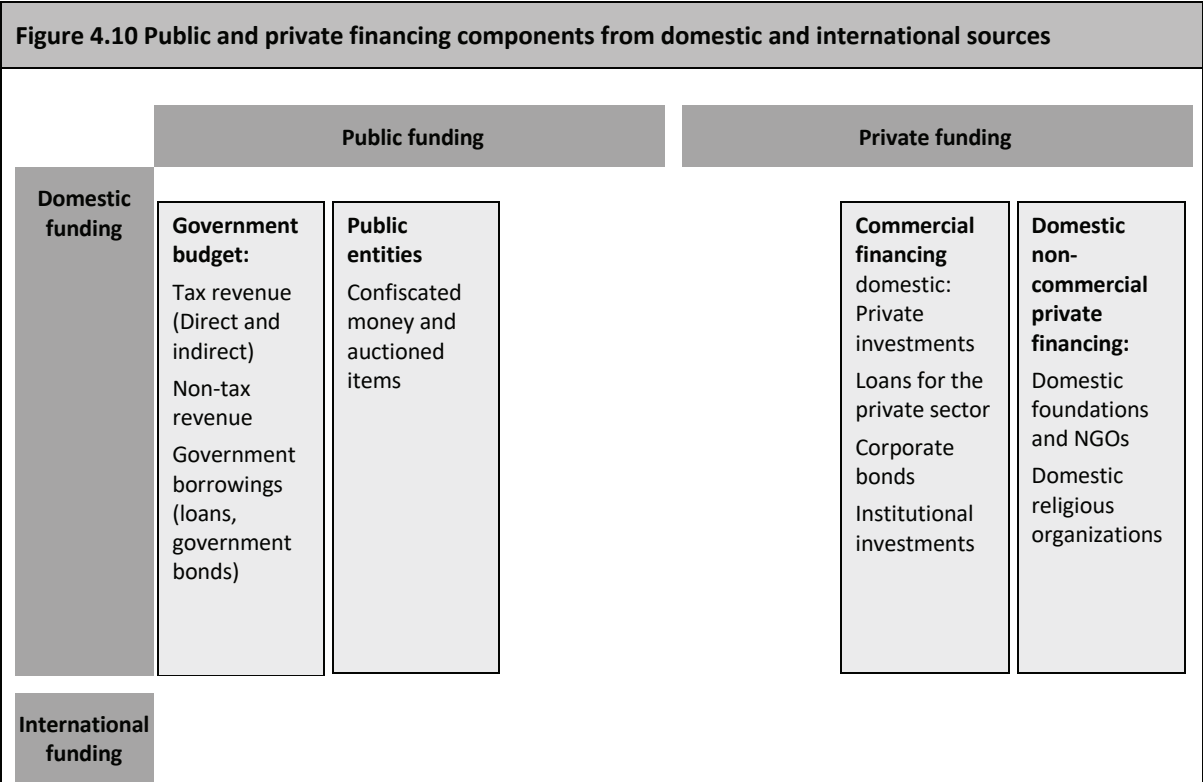 Figure 4.10 Public and private financing components from domestic and international sources
Public funding
Private funding
Domestic
funding
Government
budget:
Tax revenue
(Direct and
indirect)
Non-tax
revenue
Government
borrowings
(loans,
government
bonds)
Public
entities
Confiscated
money and
auctioned
items
Commercial
financing
domestic:
Private
investments
Loans for the
private sector
Corporate
bonds
Institutional
investments
Domestic
non-
commercial
private
financing:
Domestic
foundations
and NGOs
Domestic
religious
organizations
International
funding